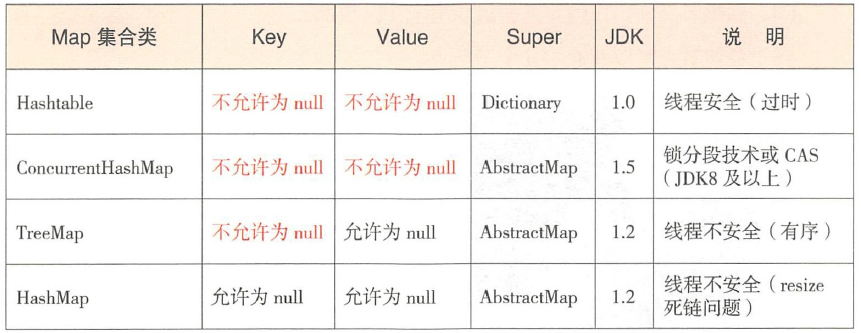 Map 集合类 Key Value Super JDK 说 明
Hashtable 不允许为 null 不允许为 null Dictionary 1.0 线程安全（过时）
ConcurrentHashMap 不允许为 null 不允许为 null AbstractMap 1.5 锁分段技术或 CAS
（JDK8 及以上）
TreeMap 不允许为 null 允许为 null AbstractMap 1.2 线程不安全（有序）
HashMap 允许为 null 允许为 null AbstractMap 1.2 线程不安全（resize
死链问题）